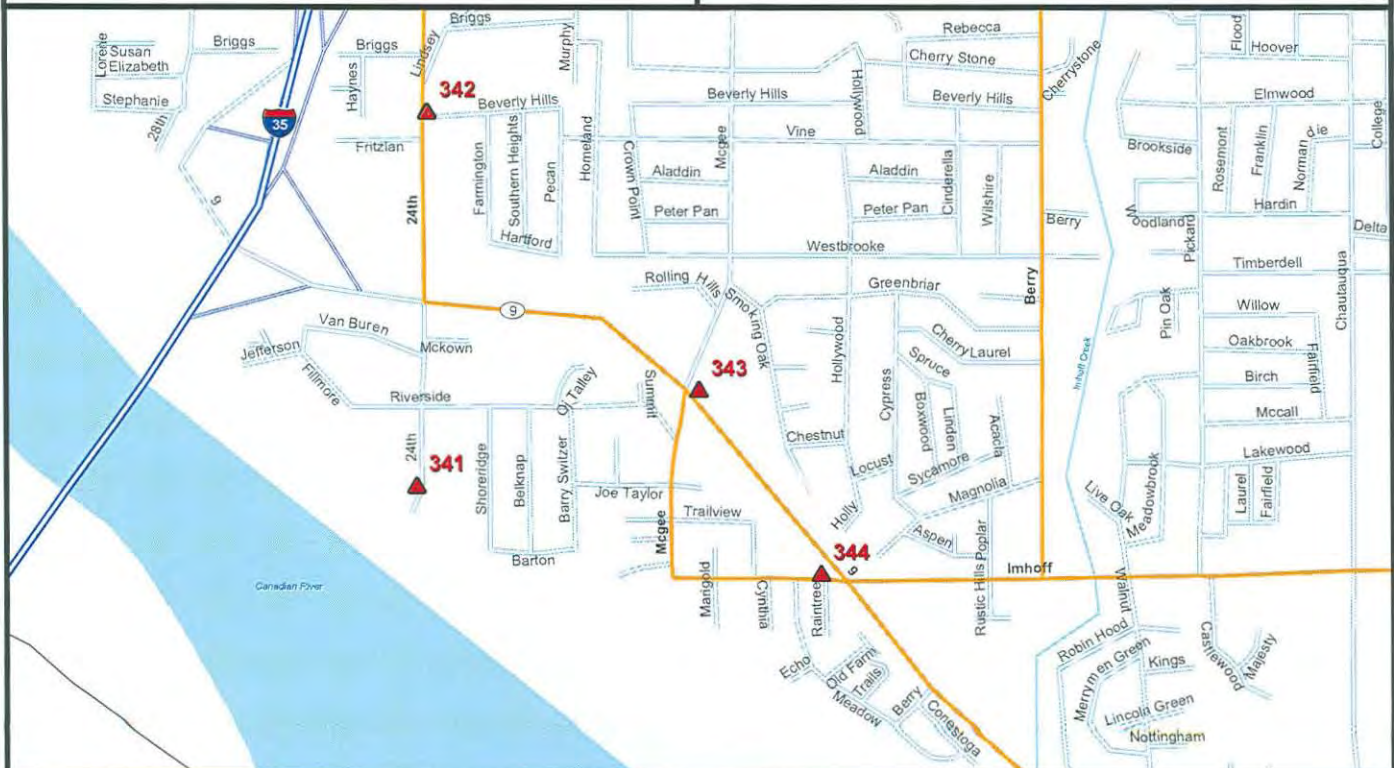 Briggs
Rebecca
Flood
Lorene
Susan
Elizabeth
Briggs
Briggs
Lindsey
Murphy
Cherry Stone
Hoover
Stephanie
28th
35
Haynes
342
Beverly Hills
Beverly Hills
Hollywood
Beverly Hills
Cherrystone
Elmwood
College
Fritzlan
Vine
Brookside
Rosemont
Franklin
Normandie
9
24th
Farmington
Southern Heights
Pecan
Homeland
Crown Point
Mcgee
Aladdin
Aladdin
Cinderella
Wilshire
Peter Pan
Peter Pan
Berry
Woodland
Pickard
Hardin
Delta
Hartford
Westbrooke
Timberdell
Rolling Hills
Smoking Oak
Greenbriar
Berry
Pin Oak
Willow
Chautauqua
9
Van Buren
Jefferson
Mckown
Hollywood
Cherry Laurel
Imhoff Creek
Oakbrook
Fairfield
Fillmore
343
Spruce
Birch
Riverside
Oj Talley
Summit
Cypress
Boxwood
Linden
Acacia
Mccall
24th
341
Shoreridge
Belknap
Barry Switzer
Chestnut
Locust
Sycamore
Lakewood
Joe Taylor
Magnolia
Live Oak
Meadowbrook
Laurel
Fairfield
Holly
Trailview
Mcgee
Aspen
Rustic Hills
Poplar
Barton
344
9
Imhoff
Canadian River
Marigold
Cynthia
Raintree
Walnut
Robin Hood
Castlewood
Majesty
Echo
Old Farm
Trails
Merrymen Green
Kings
Meadow
Berry
Conestoga
Lincoln Green
Nottingham